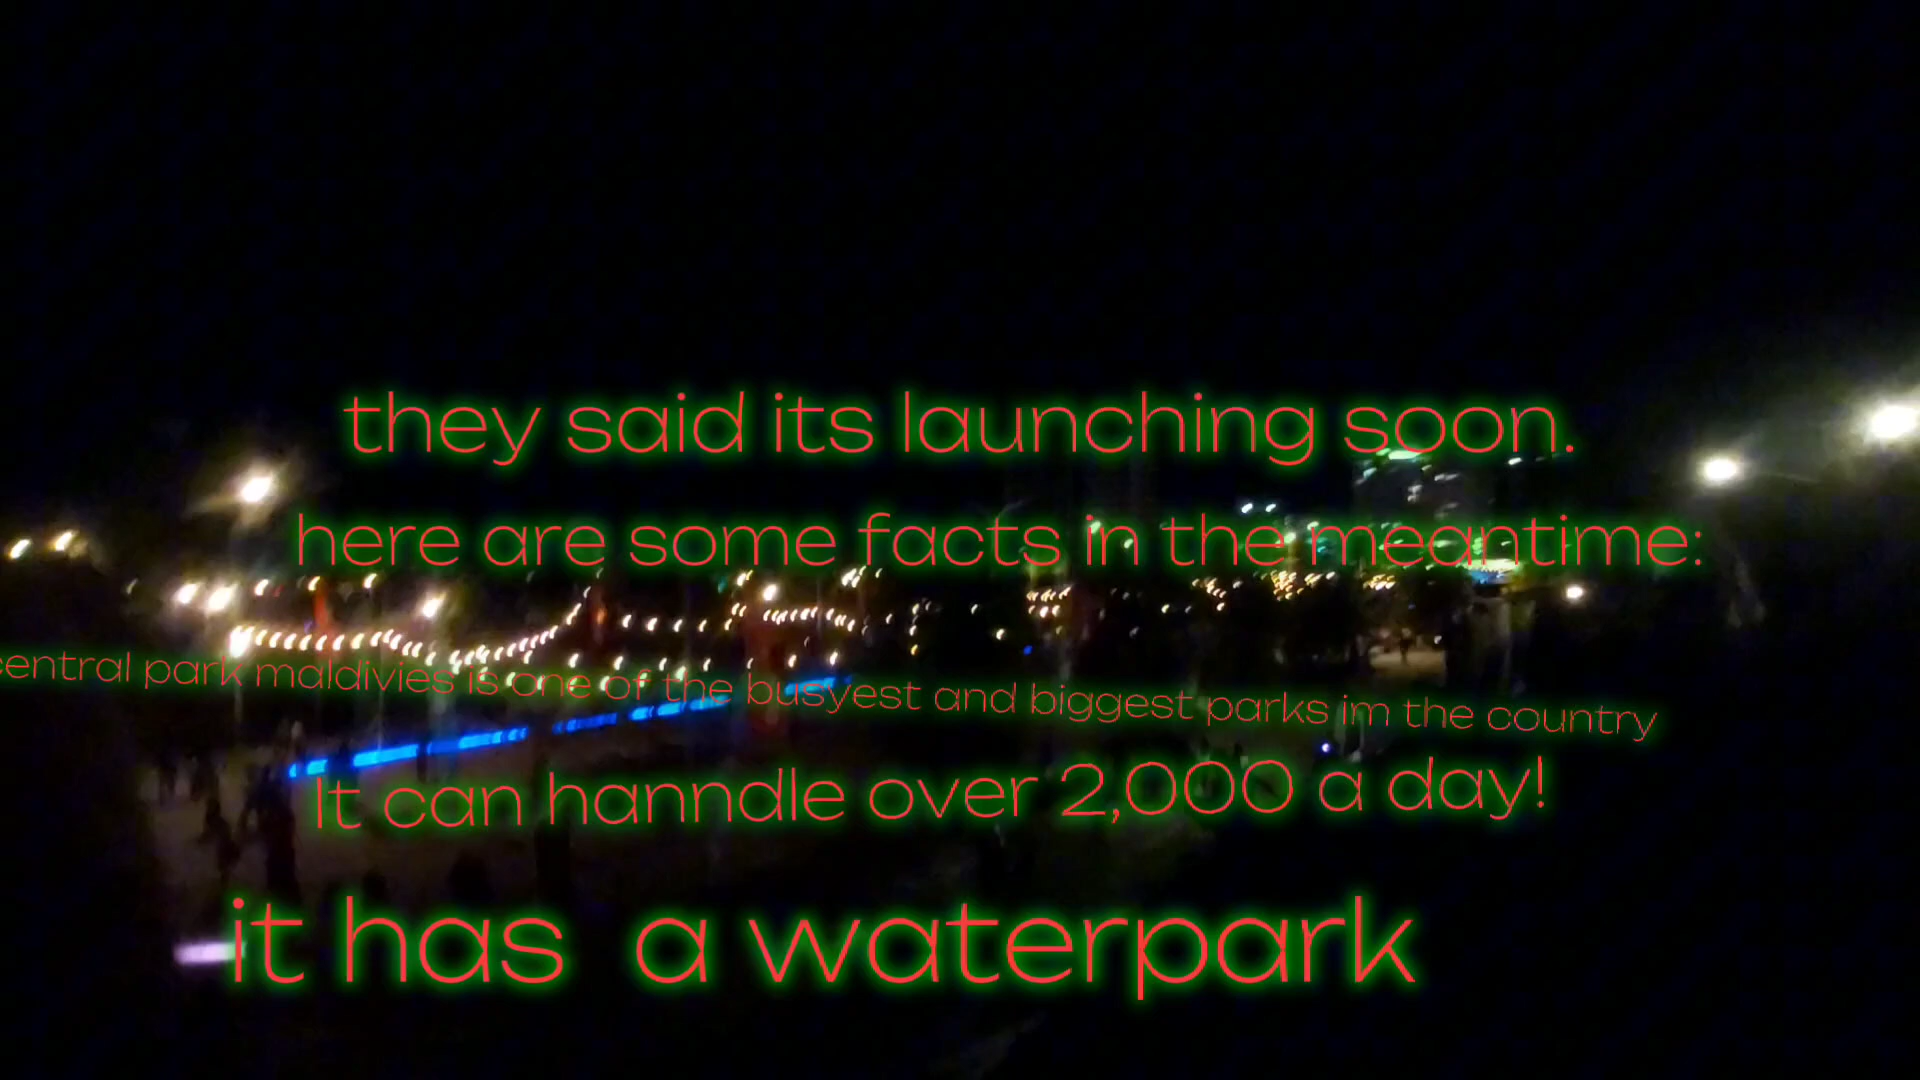 they said its launching soon.
here are some facts in the meantime:
central park maldivies is one of the busyest and biggest parks im the country
It can hanndle over 2,000 a day!
it has a waterpark